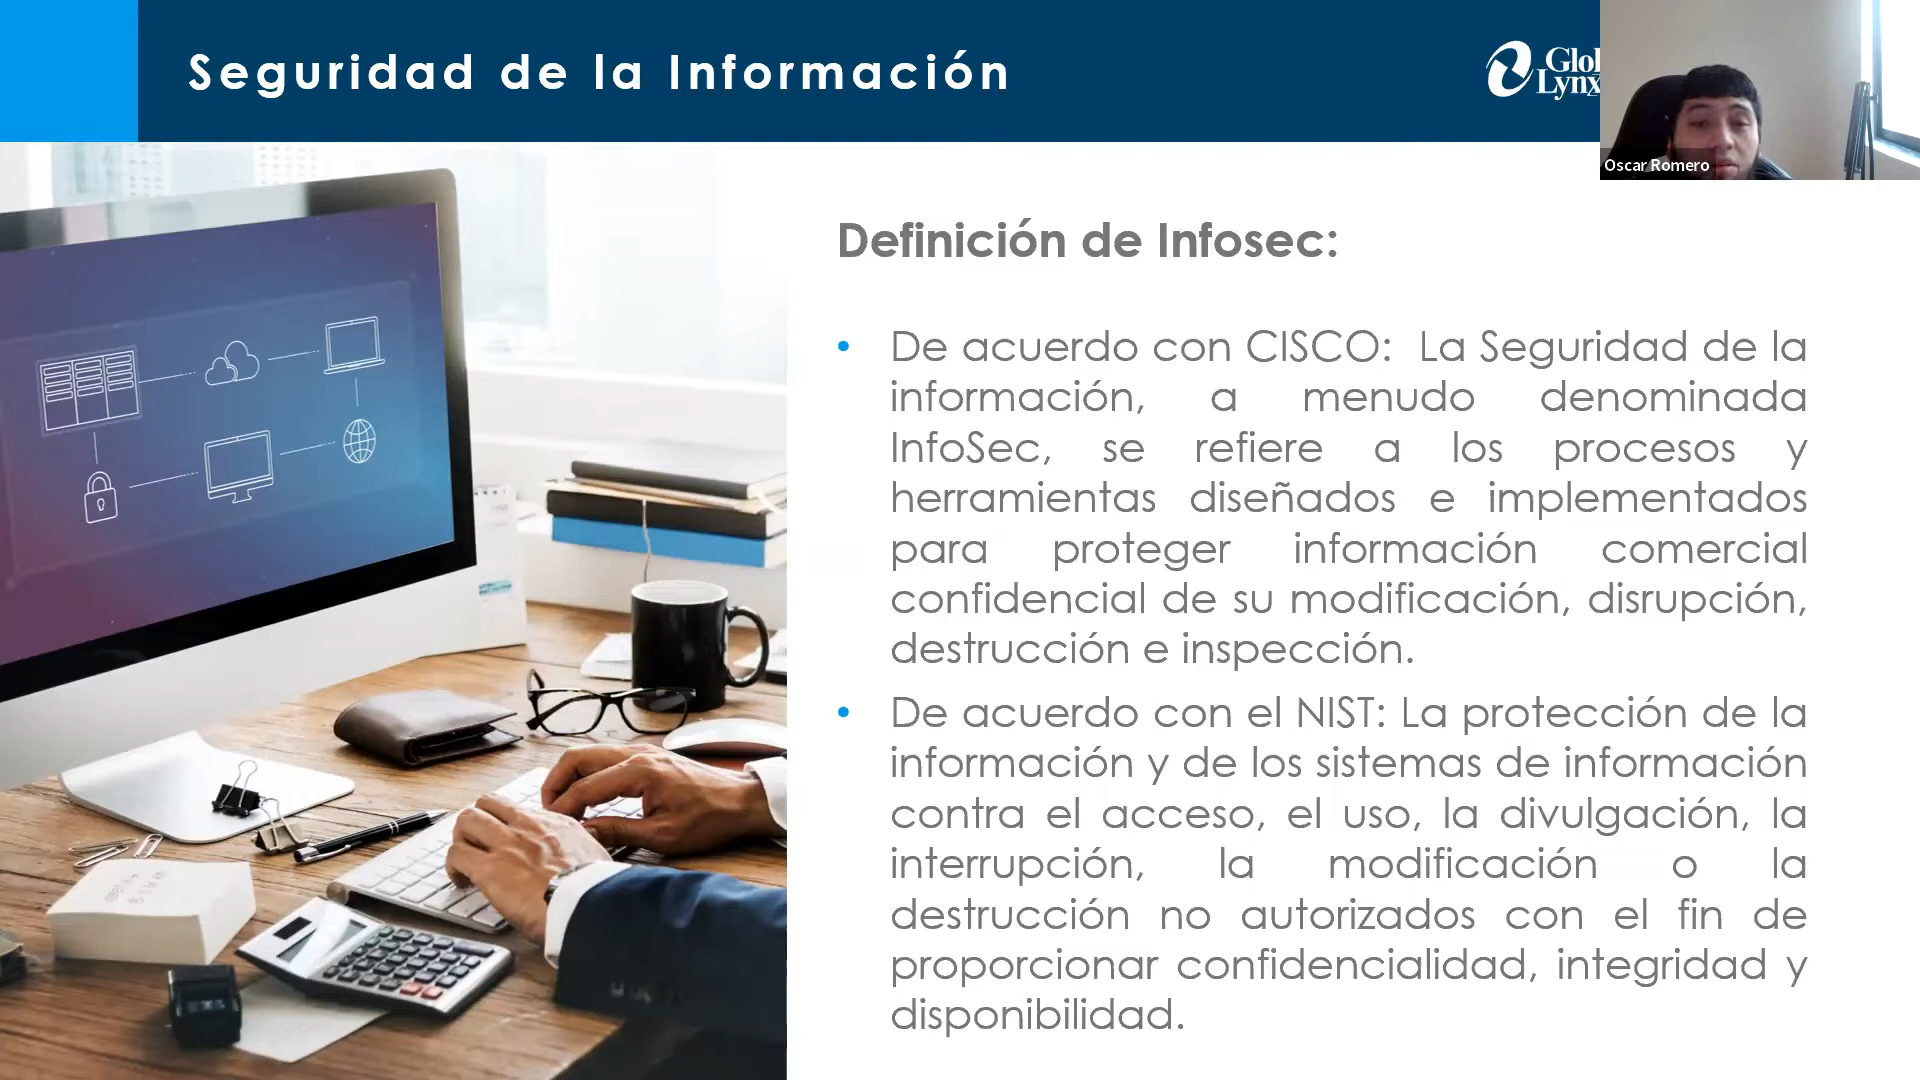 Seguridad de la Información
Lynx
Oscar Romero
Definición de Infosec:
• De acuerdo con CISCO: La Seguridad de la
información, a menudo denominada
InfoSec, se refiere a los procesos y
herramientas diseñados e implementados
para proteger información comercial
confidencial de su modificación, disrupción,
destrucción e inspección.
• De acuerdo con el NIST: La protección de la
información y de los sistemas de información
contra el acceso, el uso, la divulgación, la
interrupción, la modificación o la
destrucción no autorizados con el fin de
proporcionar confidencialidad, integridad y
disponibilidad.